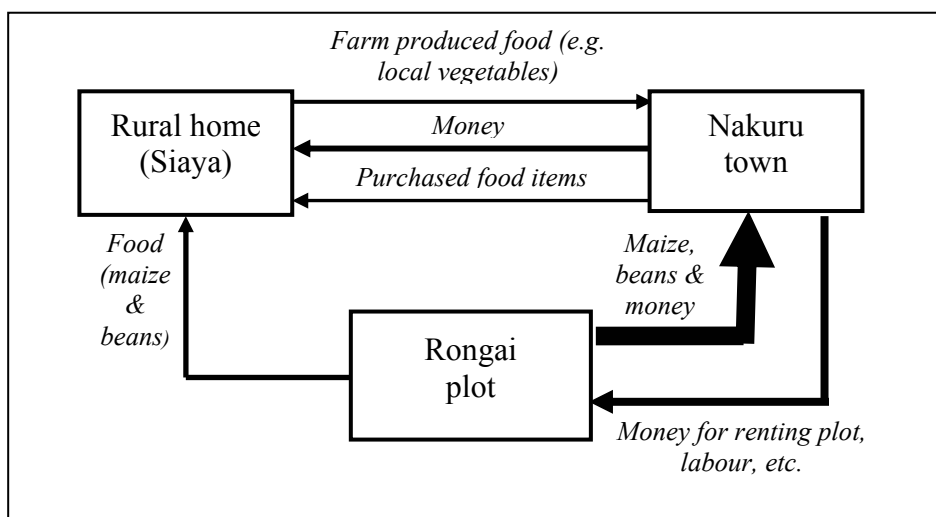 Farm produced food (e.g.
local vegetables)
Rural home
(Siaya)
Money
Nakuru
town
Purchased food items
Food
(maize
&
beans)
Maize,
beans &
money
Rongai
plot
Money for renting plot,
labour, etc.